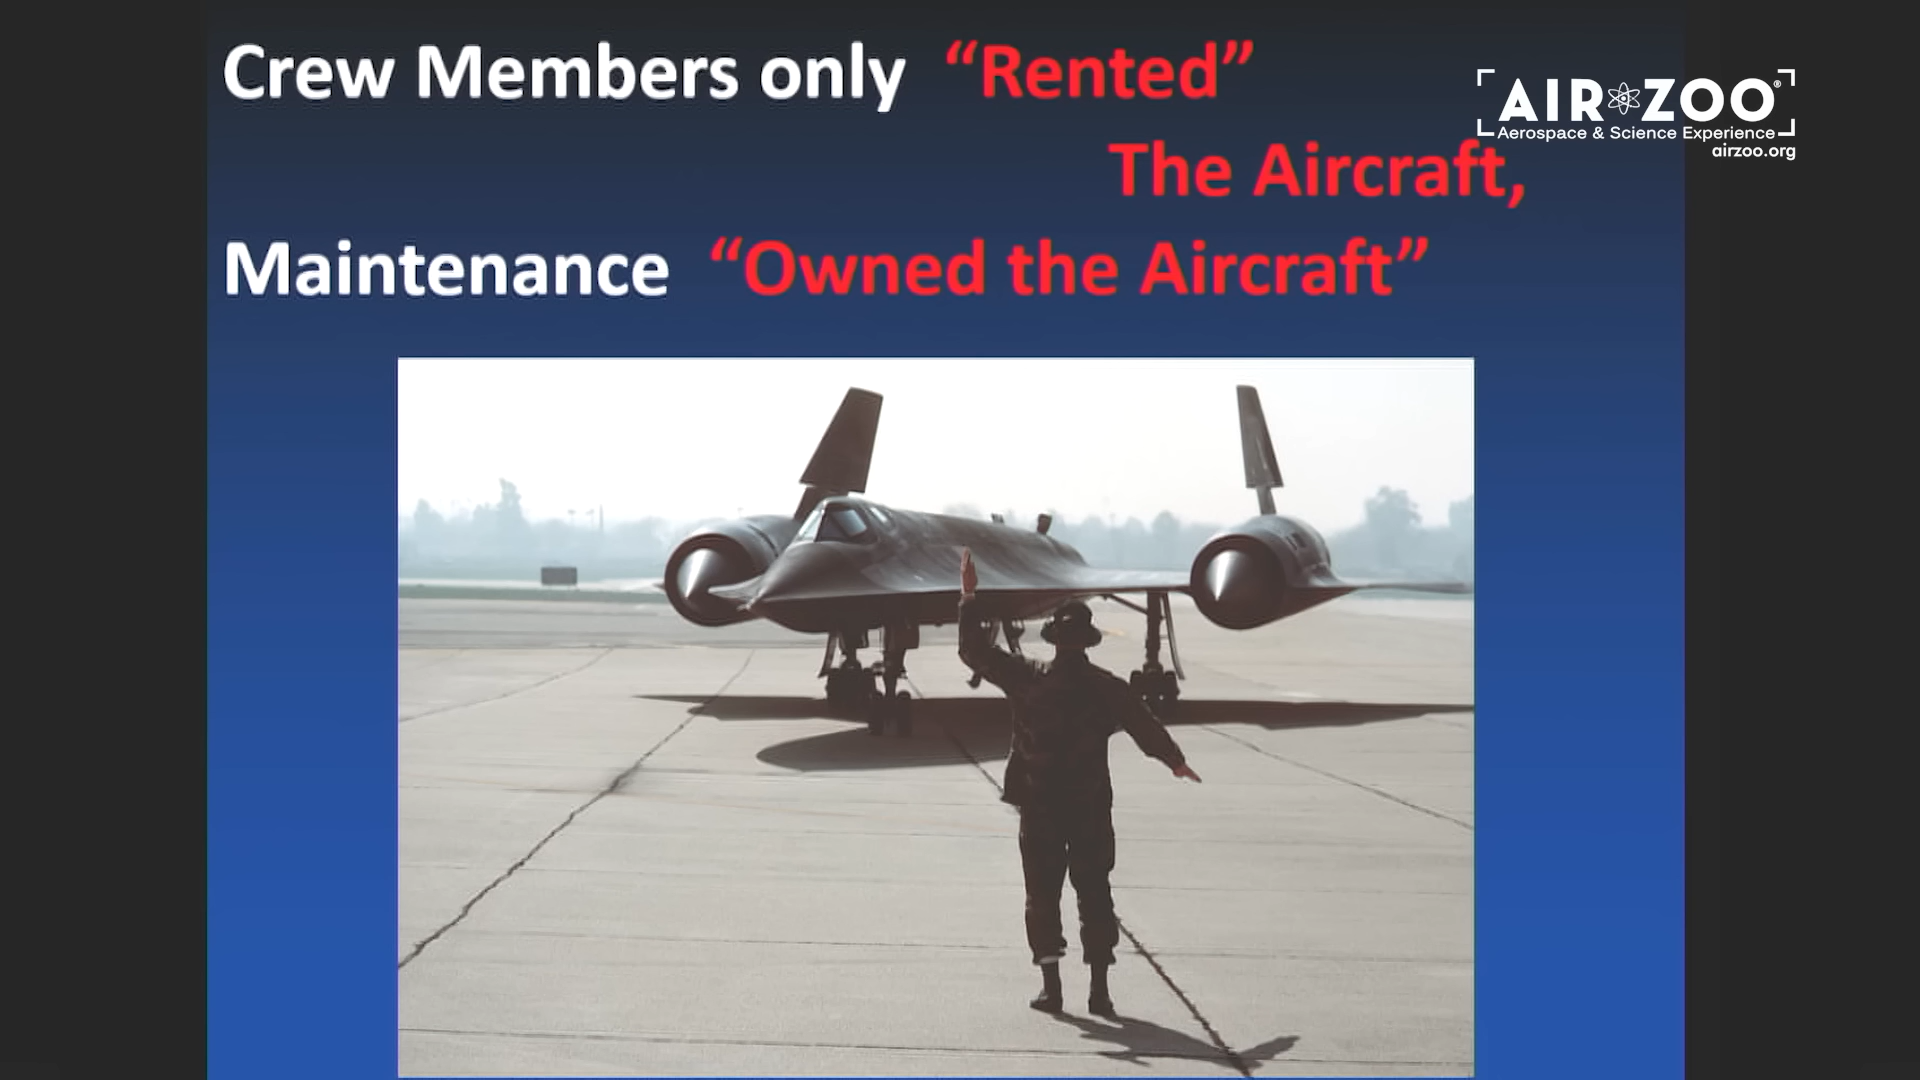 Crew Members only “Rented”
The Aircraft,
Maintenance “Owned the Aircraft”
AIR ZOO®
Aerospace & Science Experience
airzoo.org